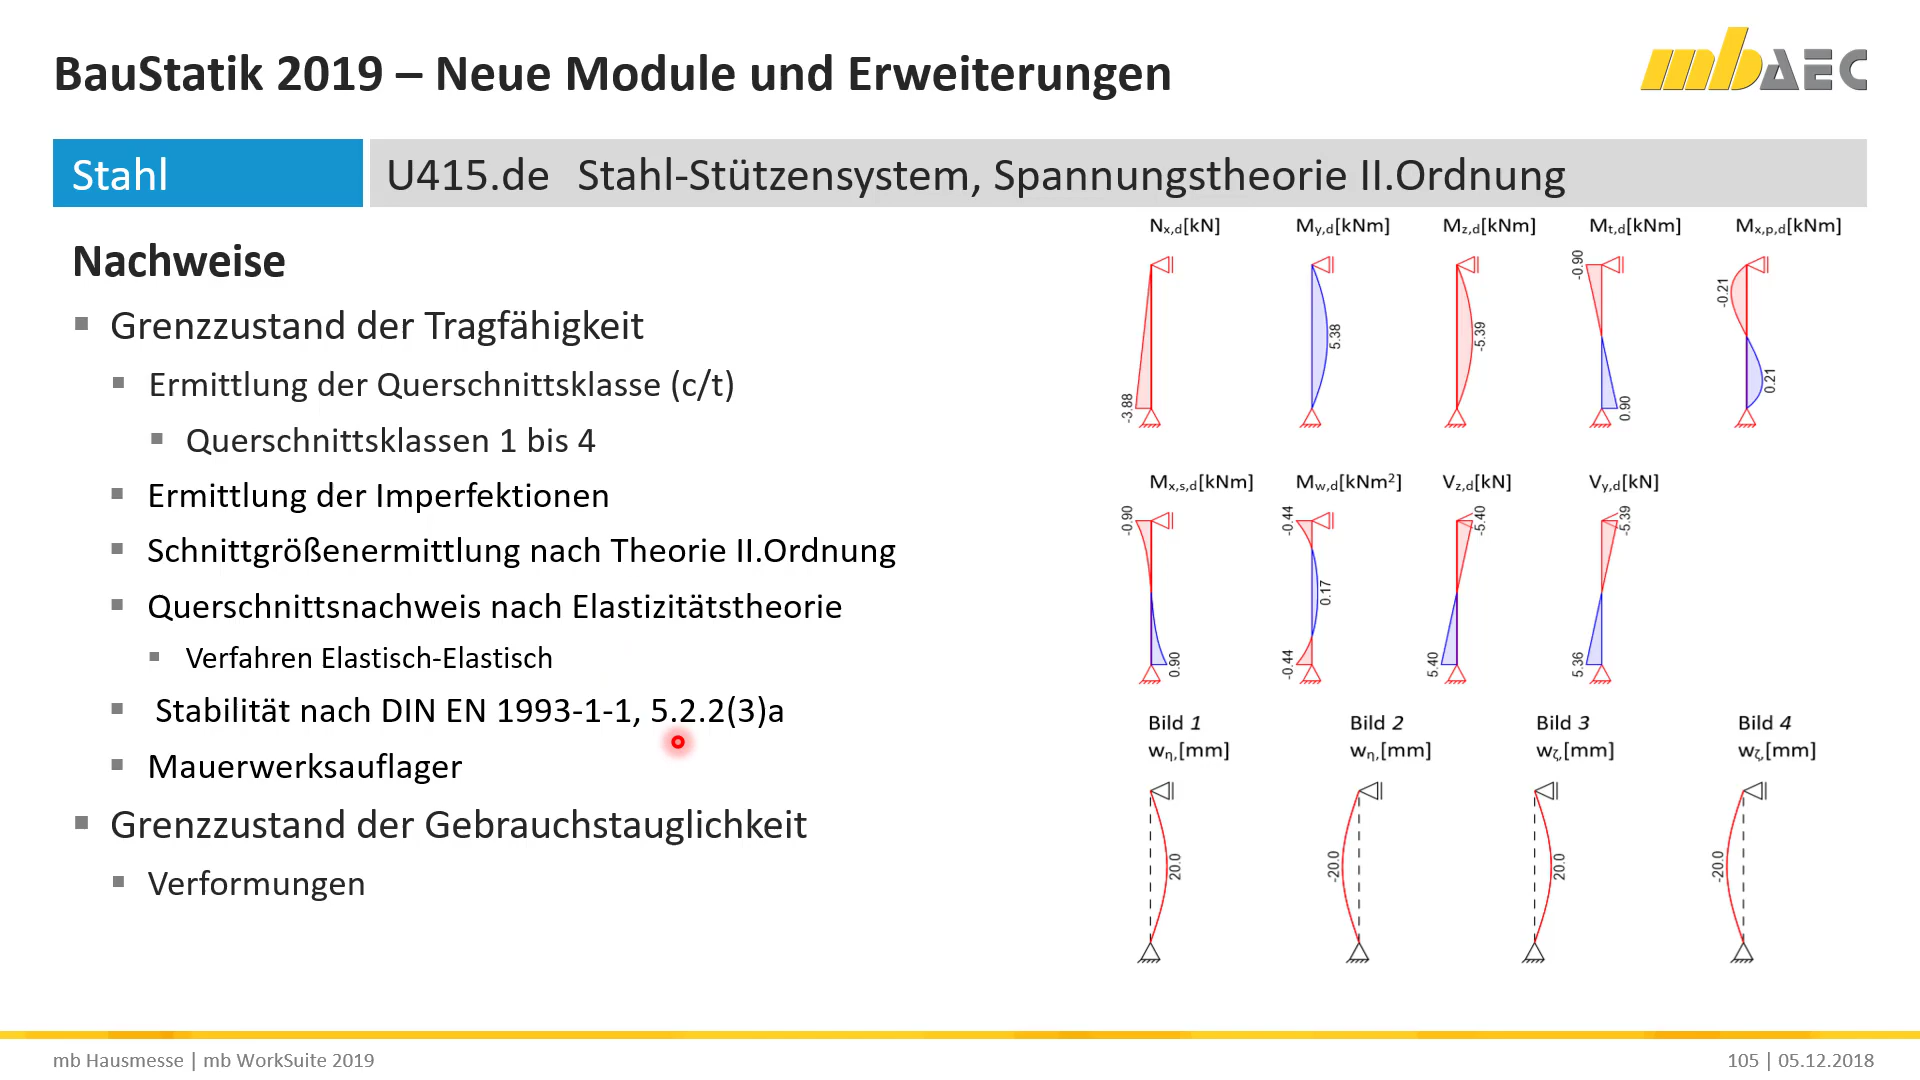 BauStatik 2019 – Neue Module und Erweiterungen
mbAEC
Stahl
U415.de Stahl-Stützensystem, Spannungstheorie II.Ordnung
Nachweise
Grenzzustand der Tragfähigkeit
Ermittlung der Querschnittsklasse (c/t)
Querschnittsklassen 1 bis 4
Ermittlung der Imperfektionen
Schnittgrößenermittlung nach Theorie II.Ordnung
Querschnittsnachweis nach Elastizitätstheorie
Verfahren Elastisch-Elastisch
Stabilität nach DIN EN 1993-1-1, 5.2.2(3)a
Mauerwerksauflager
Grenzzustand der Gebrauchstauglichkeit
Verformungen
Nx,d[kN] My,d[kNm] Mz,d[kNm] Mt,d[kNm] Mx,p,d[kNm]
-3.88 5.38 -5.39 -0.90 0.90 -0.21 0.21
Mx,s,d[kNm] Mw,d[kNm²] Vz,d[kN] Vy,d[kN]
-0.90 0.90 -0.44 0.17 -0.44 -5.40 5.40 -5.39 5.36
Bild 1 Bild 2 Bild 3 Bild 4
wη,[mm] wη,[mm] wζ,[mm] wζ,[mm]
20.0 -20.0 20.0 -20.0
mb Hausmesse | mb WorkSuite 2019
105 | 05.12.2018